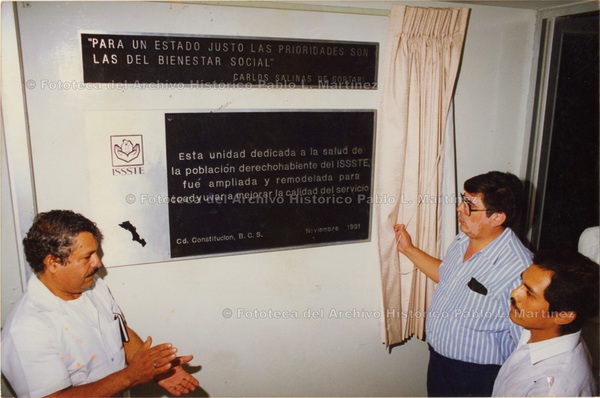 "PARA UN ESTADO JUSTO LAS PRIORIDADES SON
LAS DEL BIENESTAR SOCIAL"
CARLOS SALINAS DE GORTARI
© Fototeca del Archivo Histórico Pablo L. Martínez
ISSSTE
Esta unidad dedicada a la salud de
la población derechohabiente del ISSSTE,
fué ampliada y remodelada para
coadyuvar a mejorar la calidad del servicio
© Fototeca del Archivo Histórico Pablo L. Martínez
Cd. Constitucion, B.C.S. Noviembre 1991
© Fototeca del Archivo Histórico Pablo L. Martínez